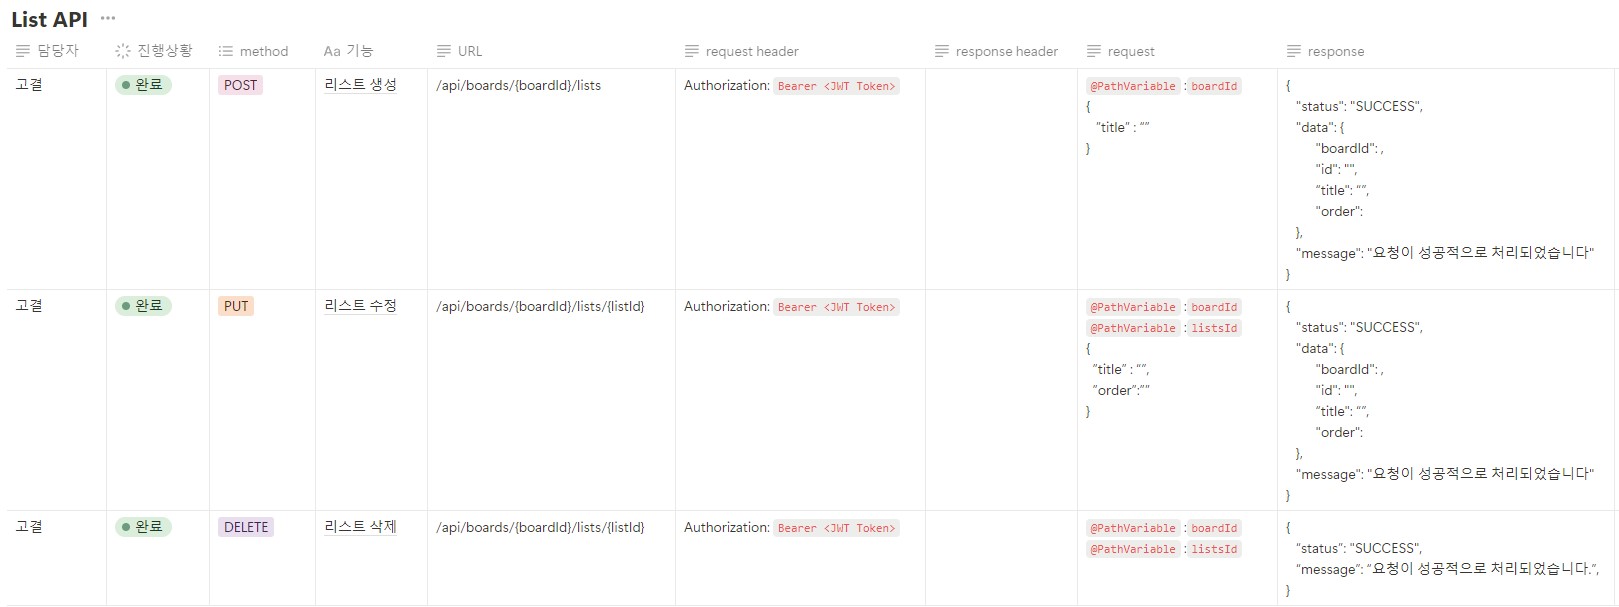 List API ···
담당자 진행상황 method Aa 기능 URL request header response header request response
고결 완료 POST 리스트 생성 /api/boards/{boardId}/lists Authorization: Bearer <JWT Token> @PathVariable : boardId {
{ "status": "SUCCESS",
"title" : “” "data": {
} "boardId": ,
"id": "",
"title": “”,
"order":
},
"message": "요청이 성공적으로 처리되었습니다"
}
고결 완료 PUT 리스트 수정 /api/boards/{boardId}/lists/{listId} Authorization: Bearer <JWT Token> @PathVariable : boardId {
@PathVariable : listsId "status": "SUCCESS",
{ "data": {
"title" : “”, "boardId": ,
"order":"" "id": "",
} "title": “”,
"order":
},
"message": "요청이 성공적으로 처리되었습니다"
}
고결 완료 DELETE 리스트 삭제 /api/boards/{boardId}/lists/{listId} Authorization: Bearer <JWT Token> @PathVariable : boardId {
@PathVariable : listsId “status”: "SUCCESS",
“message”: “요청이 성공적으로 처리되었습니다.”,
}